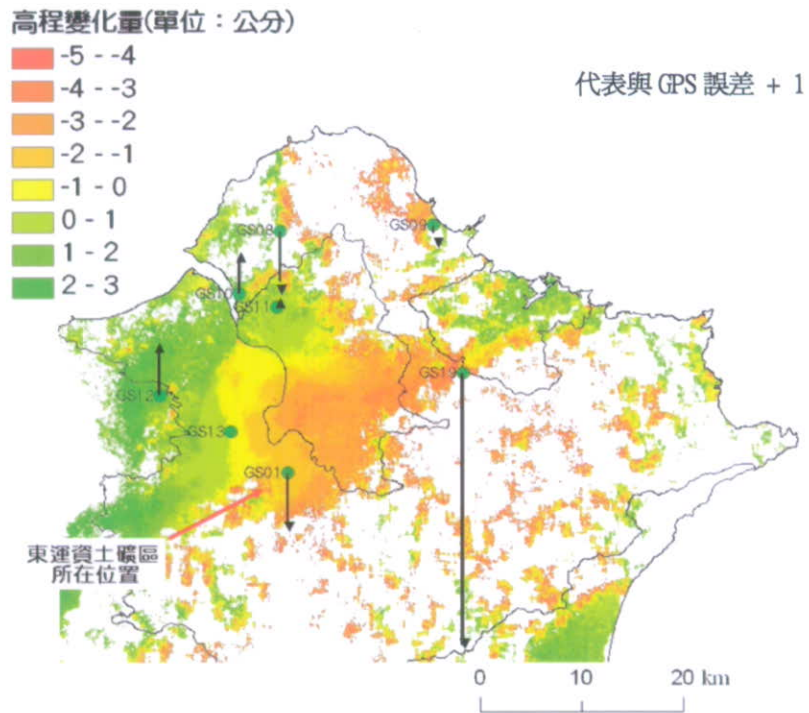 高程變化量(單位：公分)
-5 - -4
-4 - -3
-3 - -2
-2 - -1
-1 - 0
0 - 1
1 - 2
2 - 3
代表與 GPS 誤差 + 1
GS08
GS09
GS10
GS11
GS19
GS12
GS13
GS01
東運資土礦區
所在位置
0 10 20 km